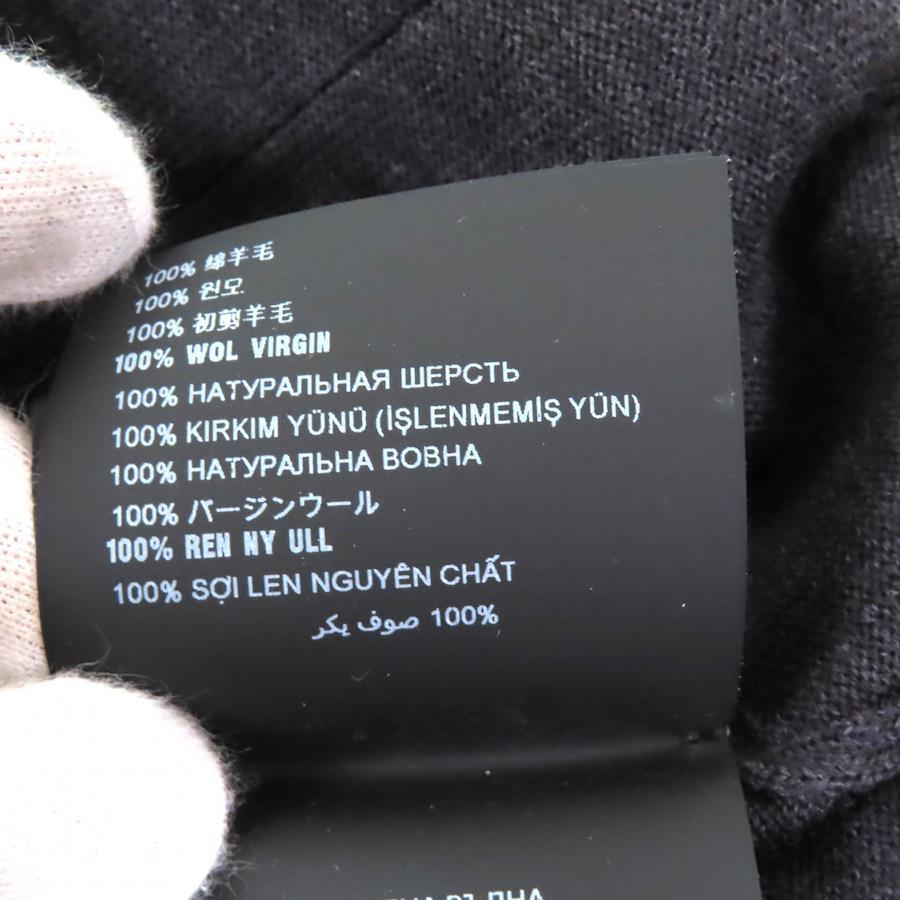 100% 绵羊毛
100% 원모
100% 初剪羊毛
100% WOL VIRGIN
100% НАТУРАЛЬНАЯ ШЕРСТЬ
100% KIRKIM YÜNÜ (İŞLENMEMİŞ YÜN)
100% НАТУРАЛЬНА ВОВНА
100% バージンウール
100% REN NY ULL
100% SỢI LEN NGUYÊN CHẤT
100% صوف بكر